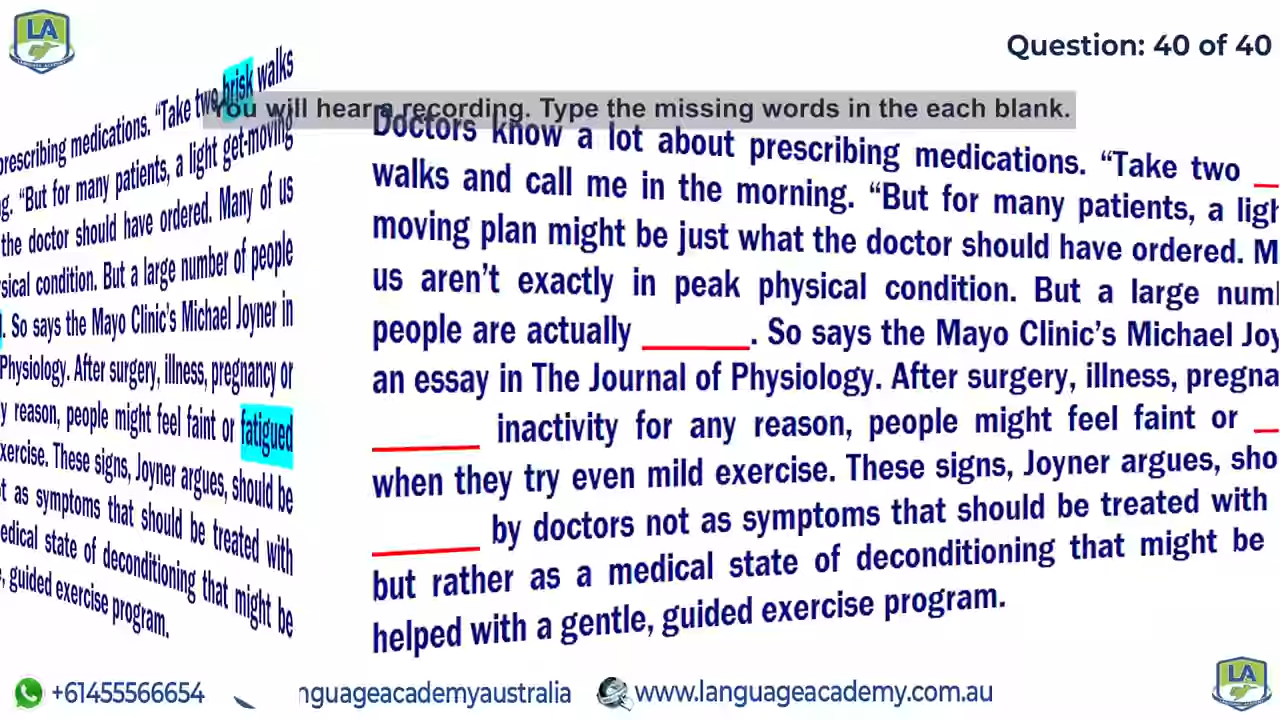 LA
Question: 40 of 40
You will hear a recording. Type the missing words in the each blank.
prescribing medications. “Take two brisk walks
ng. “But for many patients, a light get-moving
the doctor should have ordered. Many of us
sical condition. But a large number of people
. So says the Mayo Clinic’s Michael Joyner in
Physiology. After surgery, illness, pregnancy or
y reason, people might feel faint or fatigued
exercise. These signs, Joyner argues, should be
ot as symptoms that should be treated with
edical state of deconditioning that might be
, guided exercise program.
Doctors know a lot about prescribing medications. “Take two
walks and call me in the morning. “But for many patients, a ligh
moving plan might be just what the doctor should have ordered. M
us aren’t exactly in peak physical condition. But a large num
people are actually ______. So says the Mayo Clinic’s Michael Joy
an essay in The Journal of Physiology. After surgery, illness, pregna
______ inactivity for any reason, people might feel faint or
when they try even mild exercise. These signs, Joyner argues, sho
______ by doctors not as symptoms that should be treated with
but rather as a medical state of deconditioning that might be
helped with a gentle, guided exercise program.
+61455566654
nguageacademyaustralia
www.languageacademy.com.au
LA